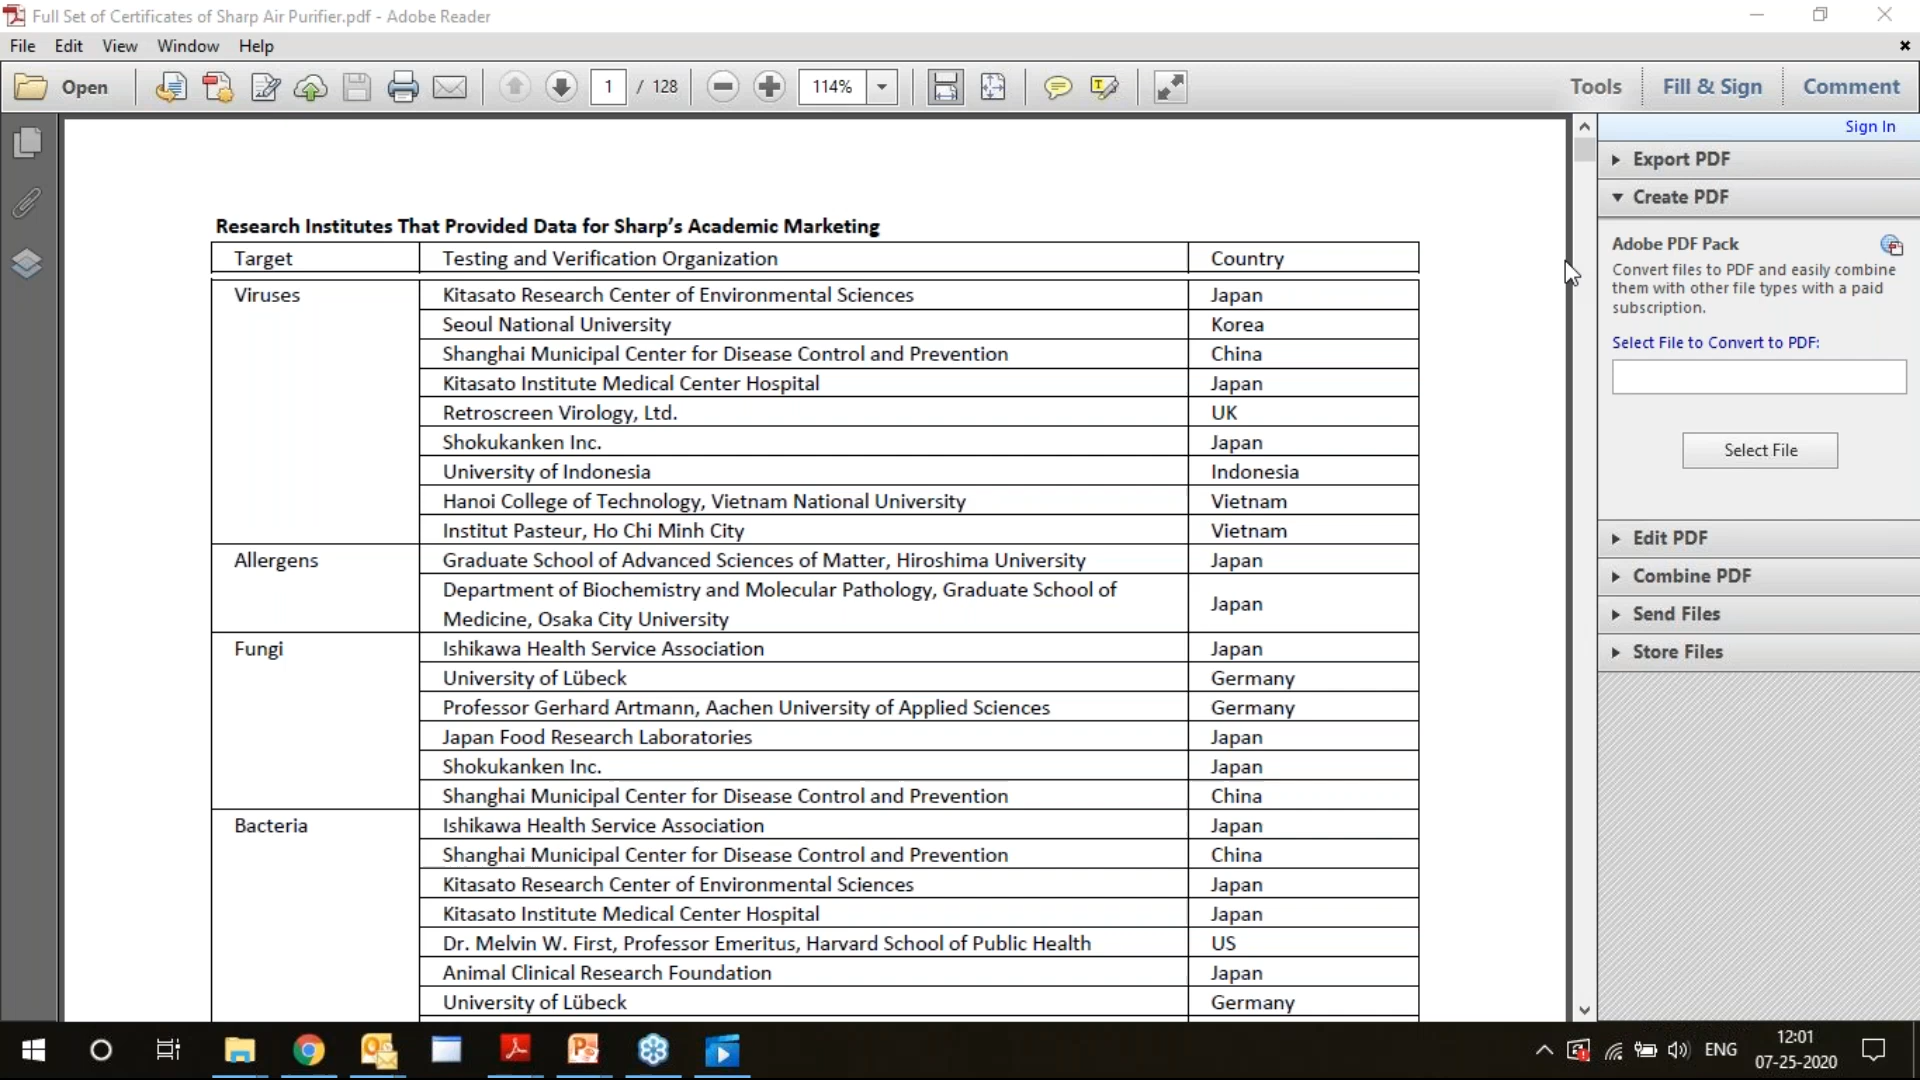 Full Set of Certificates of Sharp Air Purifier.pdf - Adobe Reader
File Edit View Window Help
Open 1 / 128 114% Tools Fill & Sign Comment
Sign In
Export PDF
Create PDF
Adobe PDF Pack
Convert files to PDF and easily combine
them with other file types with a paid
subscription.
Select File to Convert to PDF:
Select File
Edit PDF
Combine PDF
Send Files
Store Files
Research Institutes That Provided Data for Sharp's Academic Marketing
Target Testing and Verification Organization Country
Viruses Kitasato Research Center of Environmental Sciences Japan
Seoul National University Korea
Shanghai Municipal Center for Disease Control and Prevention China
Kitasato Institute Medical Center Hospital Japan
Retroscreen Virology, Ltd. UK
Shokukanken Inc. Japan
University of Indonesia Indonesia
Hanoi College of Technology, Vietnam National University Vietnam
Institut Pasteur, Ho Chi Minh City Vietnam
Allergens Graduate School of Advanced Sciences of Matter, Hiroshima University Japan
Department of Biochemistry and Molecular Pathology, Graduate School of
Medicine, Osaka City University Japan
Fungi Ishikawa Health Service Association Japan
University of Lübeck Germany
Professor Gerhard Artmann, Aachen University of Applied Sciences Germany
Japan Food Research Laboratories Japan
Shokukanken Inc. Japan
Shanghai Municipal Center for Disease Control and Prevention China
Bacteria Ishikawa Health Service Association Japan
Shanghai Municipal Center for Disease Control and Prevention China
Kitasato Research Center of Environmental Sciences Japan
Kitasato Institute Medical Center Hospital Japan
Dr. Melvin W. First, Professor Emeritus, Harvard School of Public Health US
Animal Clinical Research Foundation Japan
University of Lübeck Germany
ENG
12:01
07-25-2020